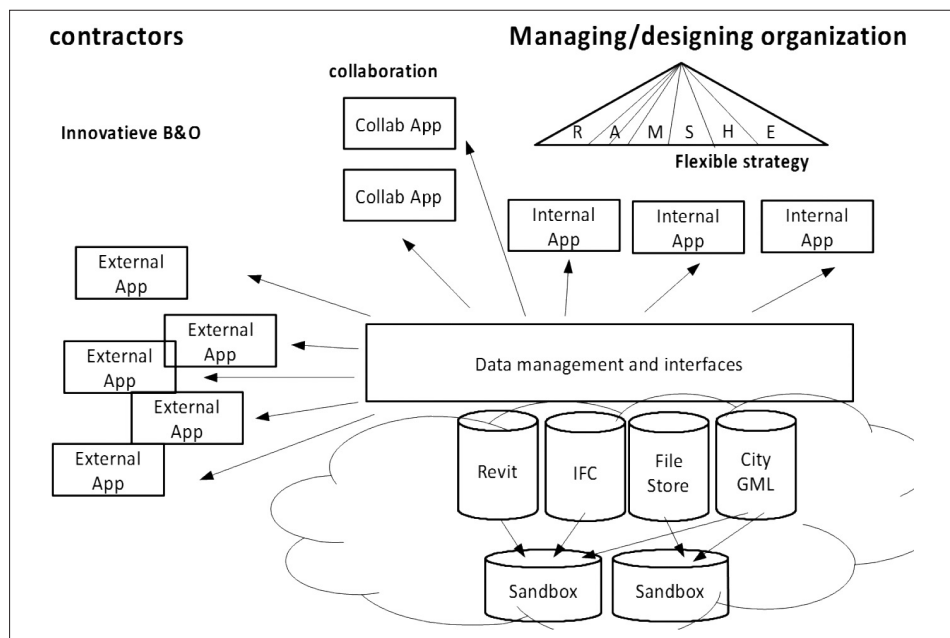 contractors
Managing/designing organization
collaboration
Innovatieve B&O
Collab App
Collab App
R A M S H E
Flexible strategy
Internal
App
Internal
App
Internal
App
External
App
External
App
External
App
External
App
External
App
Data management and interfaces
Revit
IFC
File
Store
City
GML
Sandbox
Sandbox